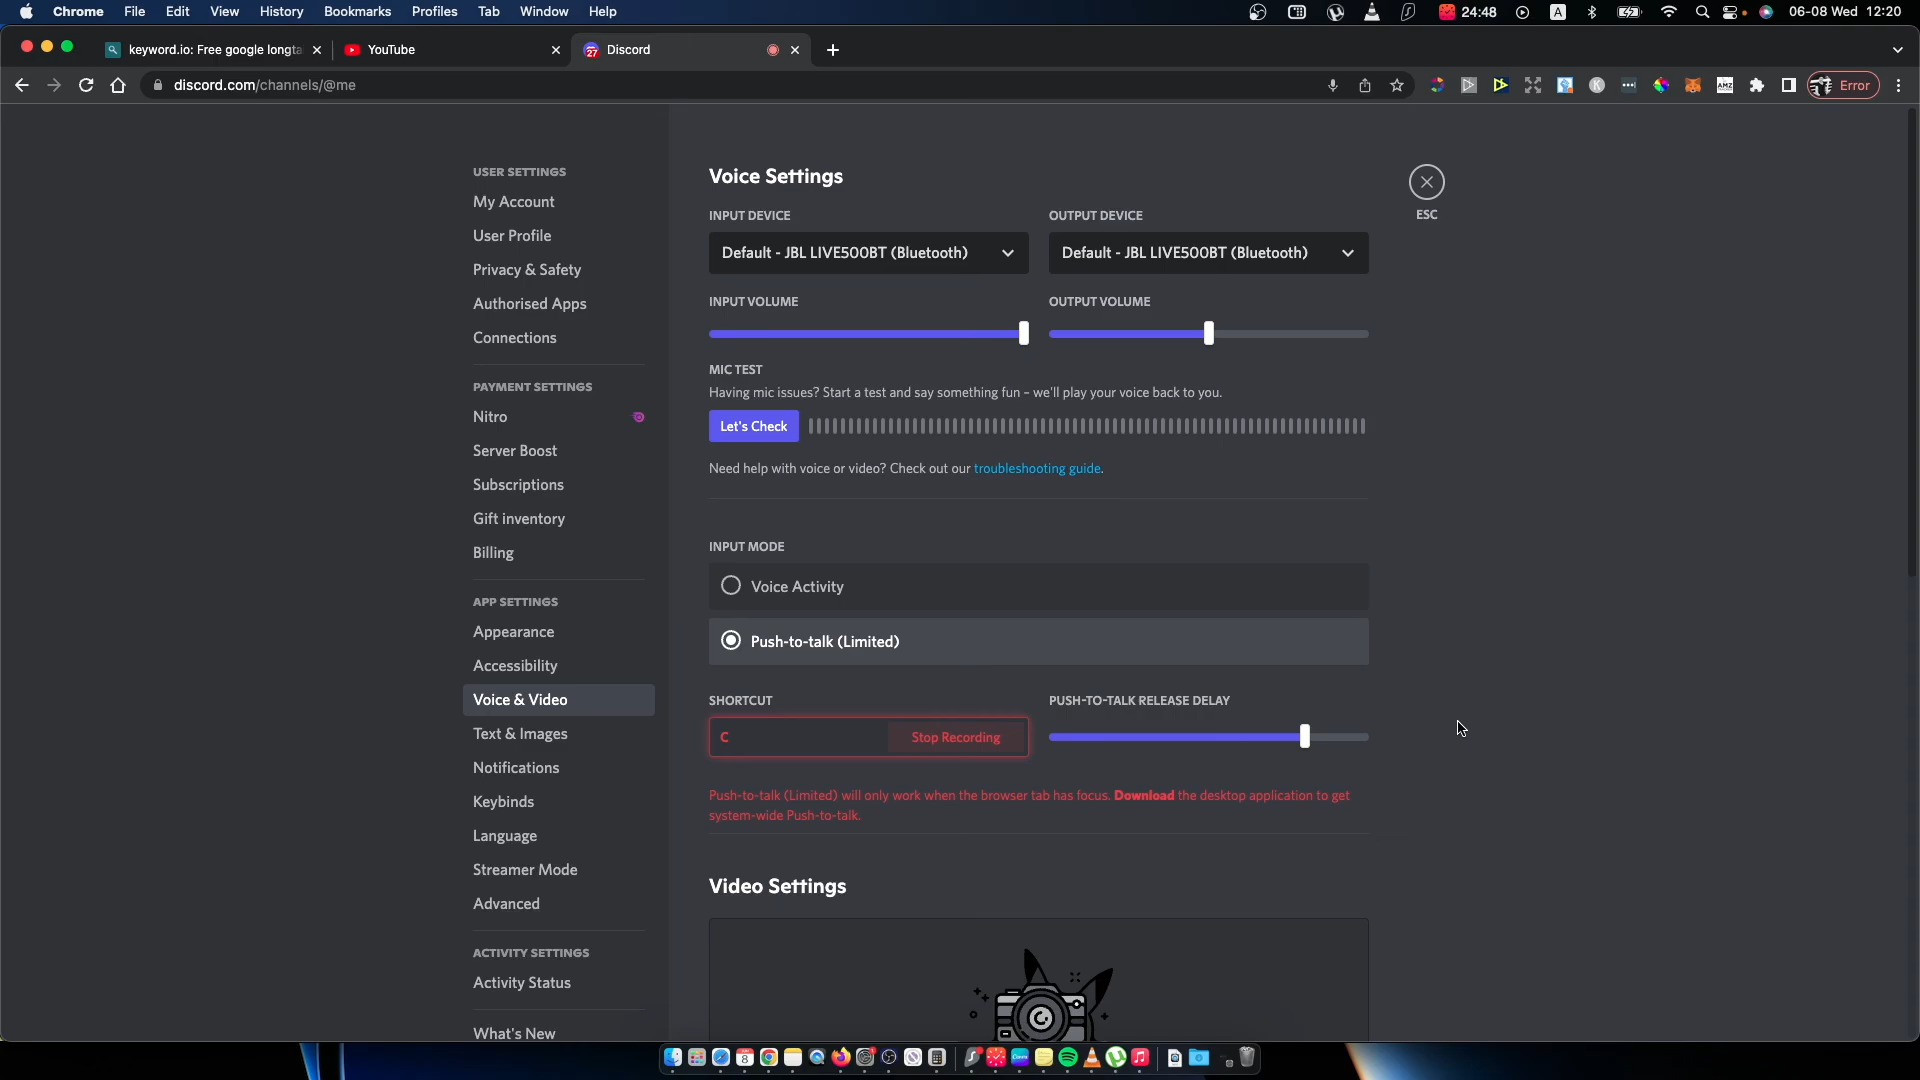 Chrome File Edit View History Bookmarks Profiles Tab Window Help 24:48 A 06-08 Wed 12:20
keyword.io: Free google longta YouTube 27 Discord
discord.com/channels/@me K AMZ Error
USER SETTINGS
My Account
User Profile
Privacy & Safety
Authorised Apps
Connections
PAYMENT SETTINGS
Nitro
Server Boost
Subscriptions
Gift inventory
Billing
APP SETTINGS
Appearance
Accessibility
Voice & Video
Text & Images
Notifications
Keybinds
Language
Streamer Mode
Advanced
ACTIVITY SETTINGS
Activity Status
What's New
Voice Settings
ESC
INPUT DEVICE OUTPUT DEVICE
Default - JBL LIVE500BT (Bluetooth) Default - JBL LIVE500BT (Bluetooth)
INPUT VOLUME OUTPUT VOLUME
MIC TEST
Having mic issues? Start a test and say something fun – we'll play your voice back to you.
Let's Check
Need help with voice or video? Check out our troubleshooting guide.
INPUT MODE
Voice Activity
Push-to-talk (Limited)
SHORTCUT PUSH-TO-TALK RELEASE DELAY
C Stop Recording
Push-to-talk (Limited) will only work when the browser tab has focus. Download the desktop application to get
system-wide Push-to-talk.
Video Settings